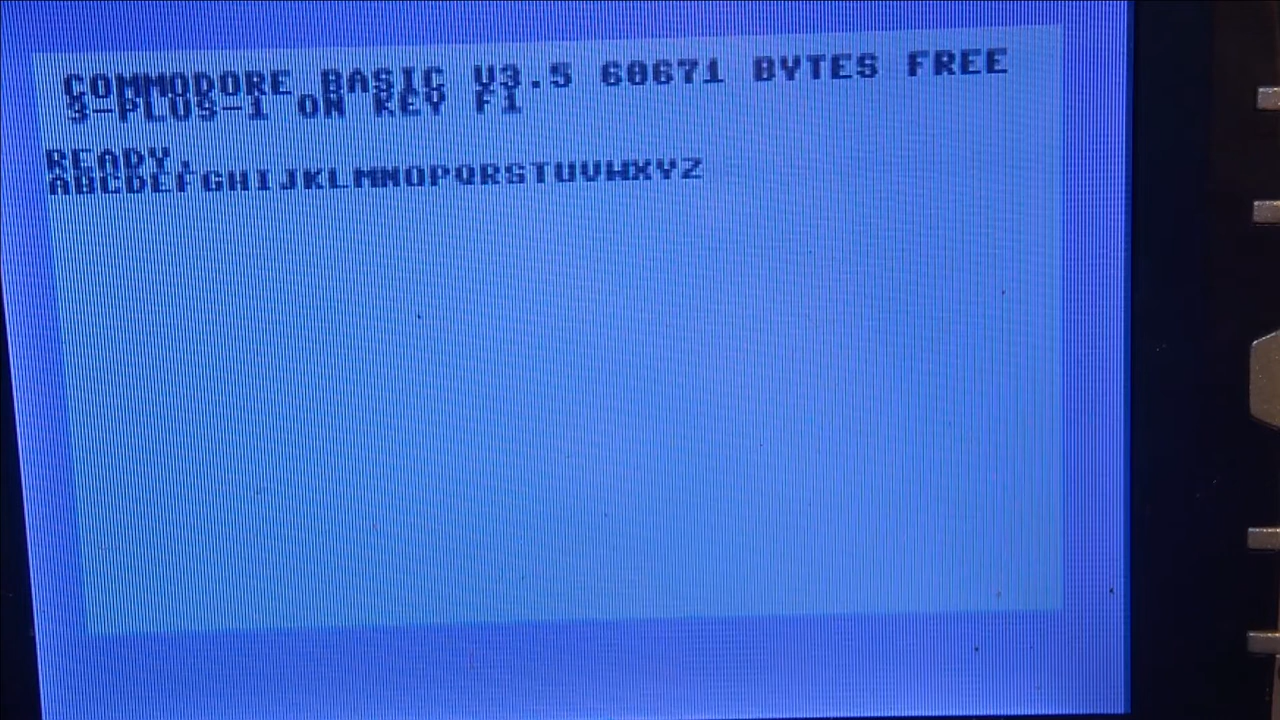 COMMODORE BASIC V3.5 60671 BYTES FREE
3-PLUS-1 ON KEY F1
READY.
ABCDEFGHIJKLMNOPQRSTUVWXYZ